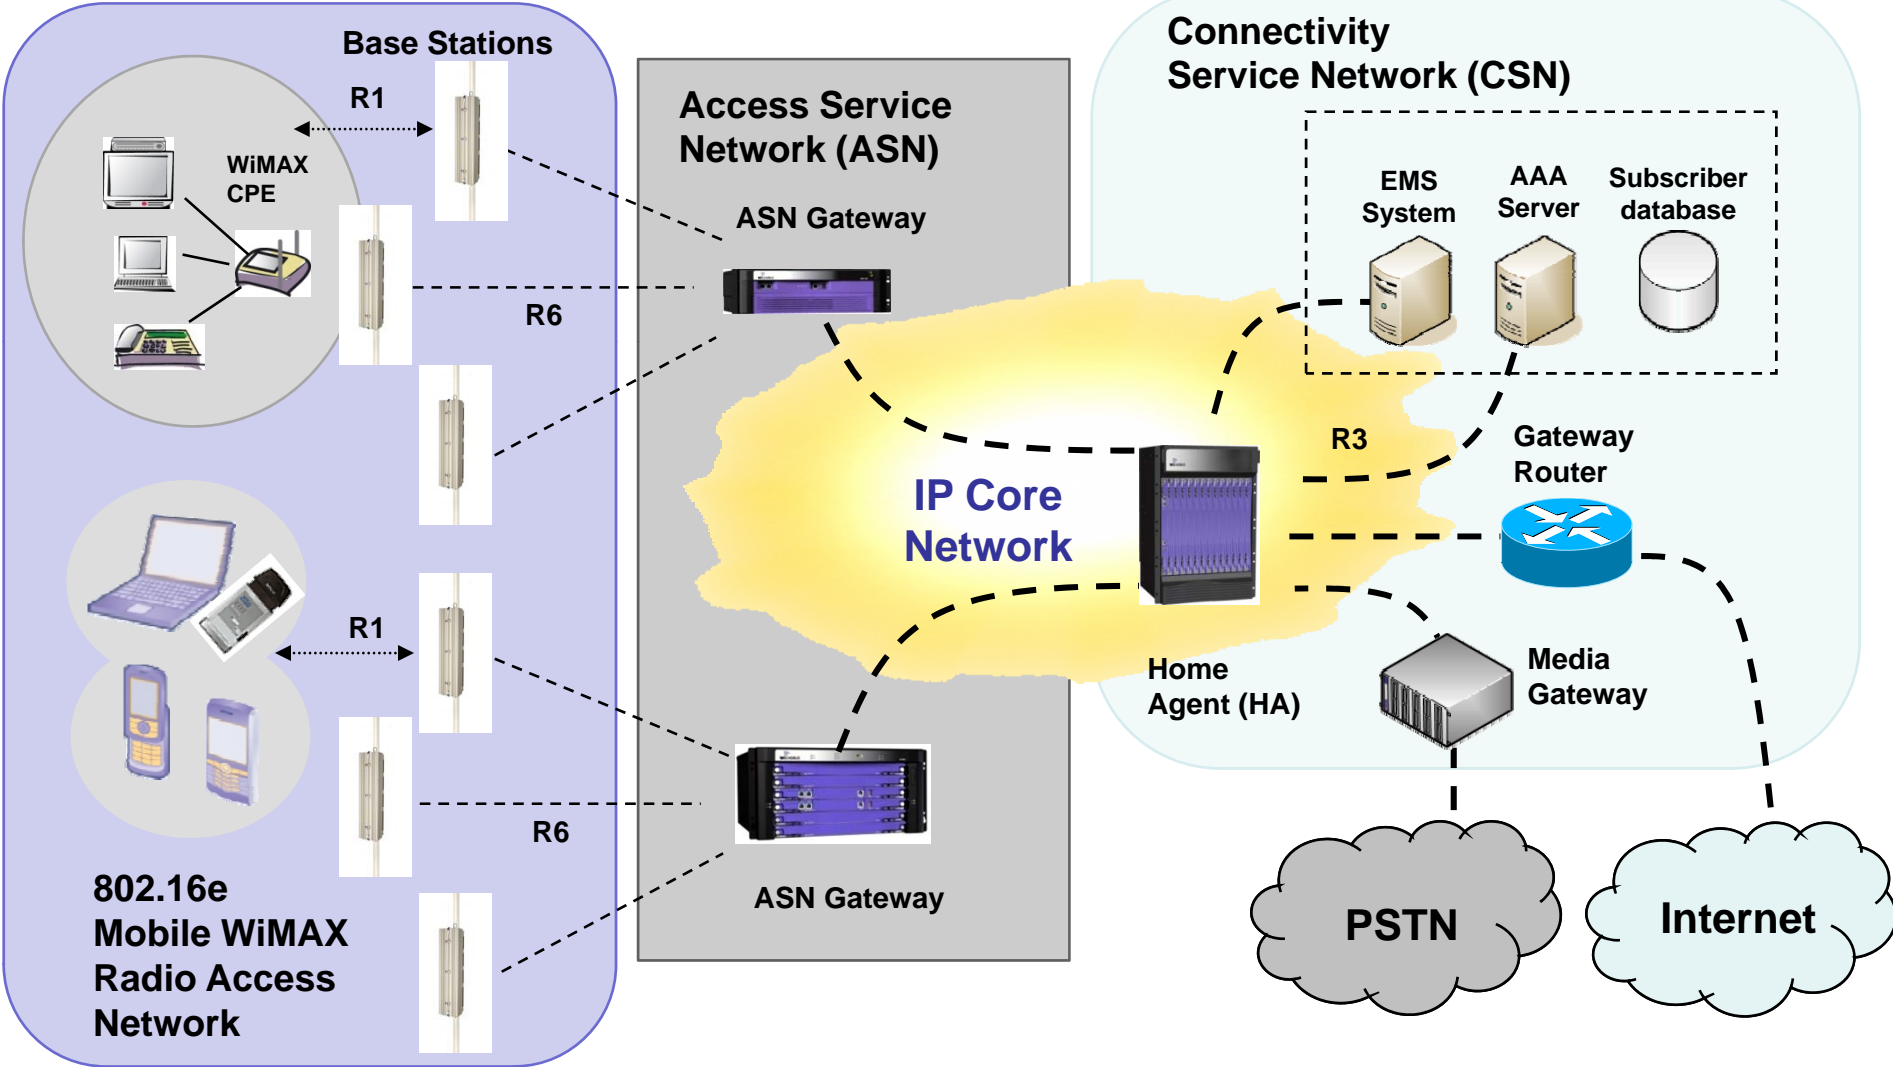 Base Stations
R1
WiMAX
CPE
R6
R1
R6
802.16e
Mobile WiMAX
Radio Access
Network
Access Service
Network (ASN)
ASN Gateway
IP Core
Network
ASN Gateway
Connectivity
Service Network (CSN)
EMS
System
AAA
Server
Subscriber
database
R3
Gateway
Router
Home
Agent (HA)
Media
Gateway
PSTN
Internet